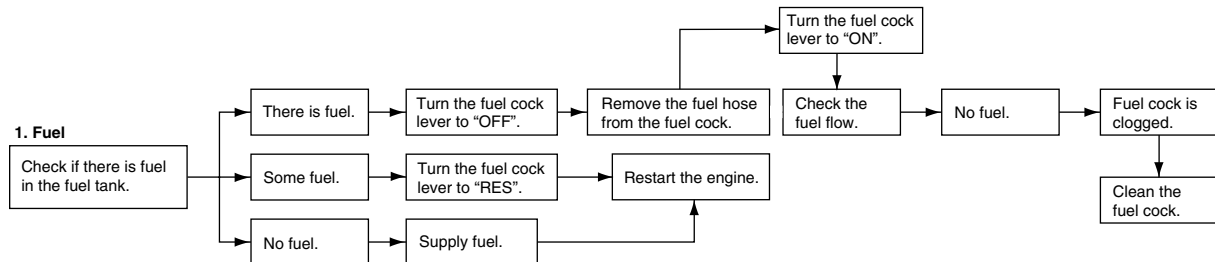 1. Fuel
Check if there is fuel
in the fuel tank.
There is fuel.
Turn the fuel cock
lever to “OFF”.
Remove the fuel hose
from the fuel cock.
Turn the fuel cock
lever to “ON”.
Check the
fuel flow.
No fuel.
Fuel cock is
clogged.
Clean the
fuel cock.
Some fuel.
Turn the fuel cock
lever to “RES”.
Restart the engine.
No fuel.
Supply fuel.